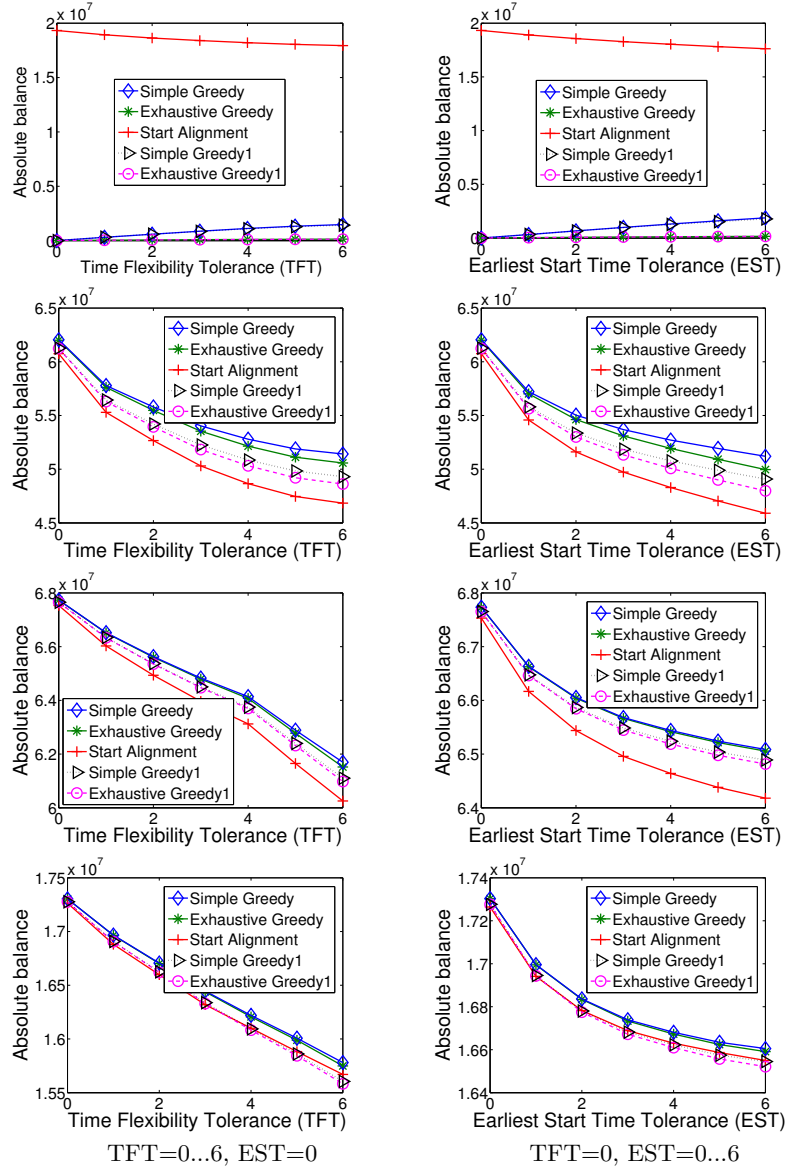 x 10^7
2
1.5
1
0.5
0
Absolute balance
Simple Greedy
Exhaustive Greedy
Start Alignment
Simple Greedy1
Exhaustive Greedy1
0 2 4 6
Time Flexibility Tolerance (TFT)
x 10^7
2
1.5
1
0.5
0
Absolute balance
Simple Greedy
Exhaustive Greedy
Start Alignment
Simple Greedy1
Exhaustive Greedy1
0 2 4 6
Earliest Start Time Tolerance (EST)
x 10^7
6.5
6
5.5
5
4.5
Absolute balance
Simple Greedy
Exhaustive Greedy
Start Alignment
Simple Greedy1
Exhaustive Greedy1
0 2 4 6
Time Flexibility Tolerance (TFT)
x 10^7
6.5
6
5.5
5
4.5
Absolute balance
Simple Greedy
Exhaustive Greedy
Start Alignment
Simple Greedy1
Exhaustive Greedy1
0 2 4 6
Earliest Start Time Tolerance (EST)
x 10^7
6.8
6.6
6.4
6.2
6
Absolute balance
Simple Greedy
Exhaustive Greedy
Start Alignment
Simple Greedy1
Exhaustive Greedy1
0 2 4 6
Time Flexibility Tolerance (TFT)
x 10^7
6.8
6.7
6.6
6.5
6.4
Absolute balance
Simple Greedy
Exhaustive Greedy
Start Alignment
Simple Greedy1
Exhaustive Greedy1
0 2 4 6
Earliest Start Time Tolerance (EST)
x 10^7
1.75
1.7
1.65
1.6
1.55
Absolute balance
Simple Greedy
Exhaustive Greedy
Start Alignment
Simple Greedy1
Exhaustive Greedy1
0 2 4 6
Time Flexibility Tolerance (TFT)
x 10^7
1.74
1.72
1.7
1.68
1.66
1.64
Absolute balance
Simple Greedy
Exhaustive Greedy
Start Alignment
Simple Greedy1
Exhaustive Greedy1
0 2 4 6
Earliest Start Time Tolerance (EST)
TFT=0...6, EST=0
TFT=0, EST=0...6